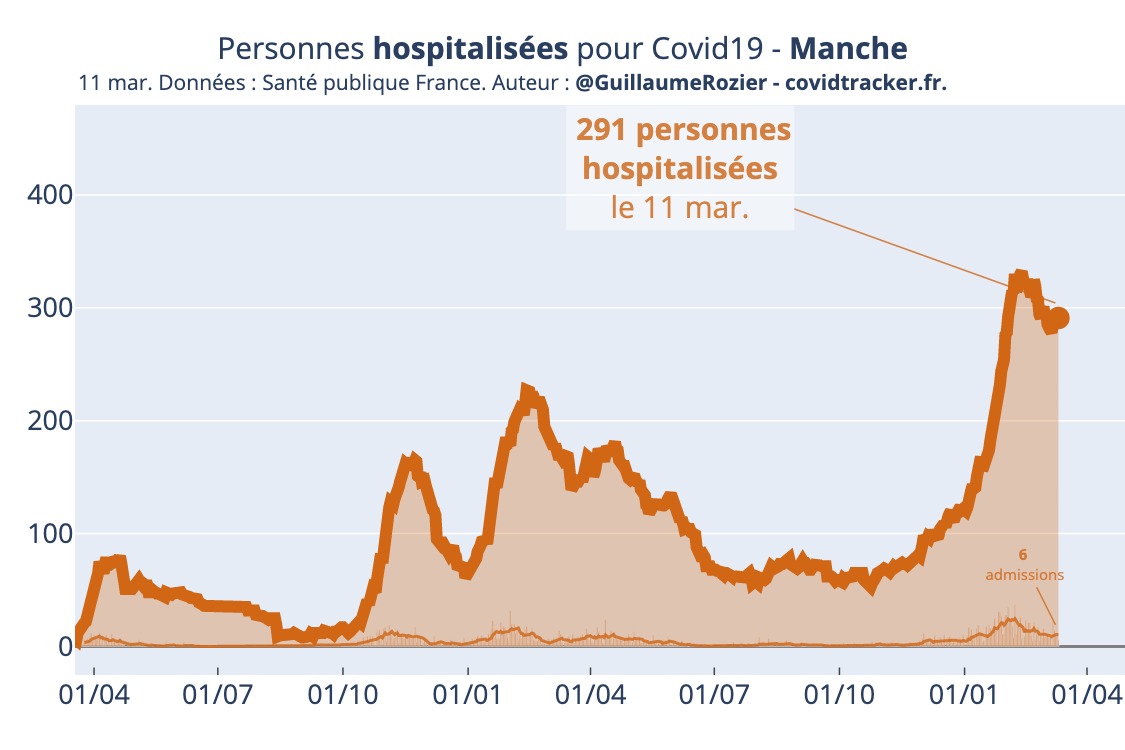 Personnes hospitalisées pour Covid19 - Manche
11 mar. Données : Santé publique France. Auteur : @GuillaumeRozier - covidtracker.fr.
291 personnes
hospitalisées
le 11 mar.
400
300
200
100
0
6
admissions
01/04 01/07 01/10 01/01 01/04 01/07 01/10 01/01 01/04